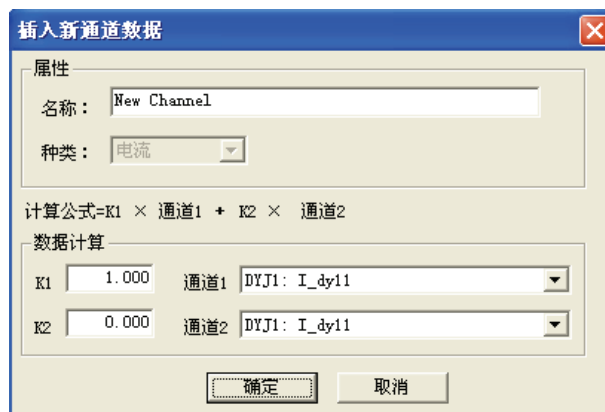 插入新通道数据
属性
名称： New Channel
种类： 电流
计算公式=K1 × 通道1 + K2 × 通道2
数据计算
K1 1.000 通道1 DYJ1: I_dy11
K2 0.000 通道2 DYJ1: I_dy11
确定 取消